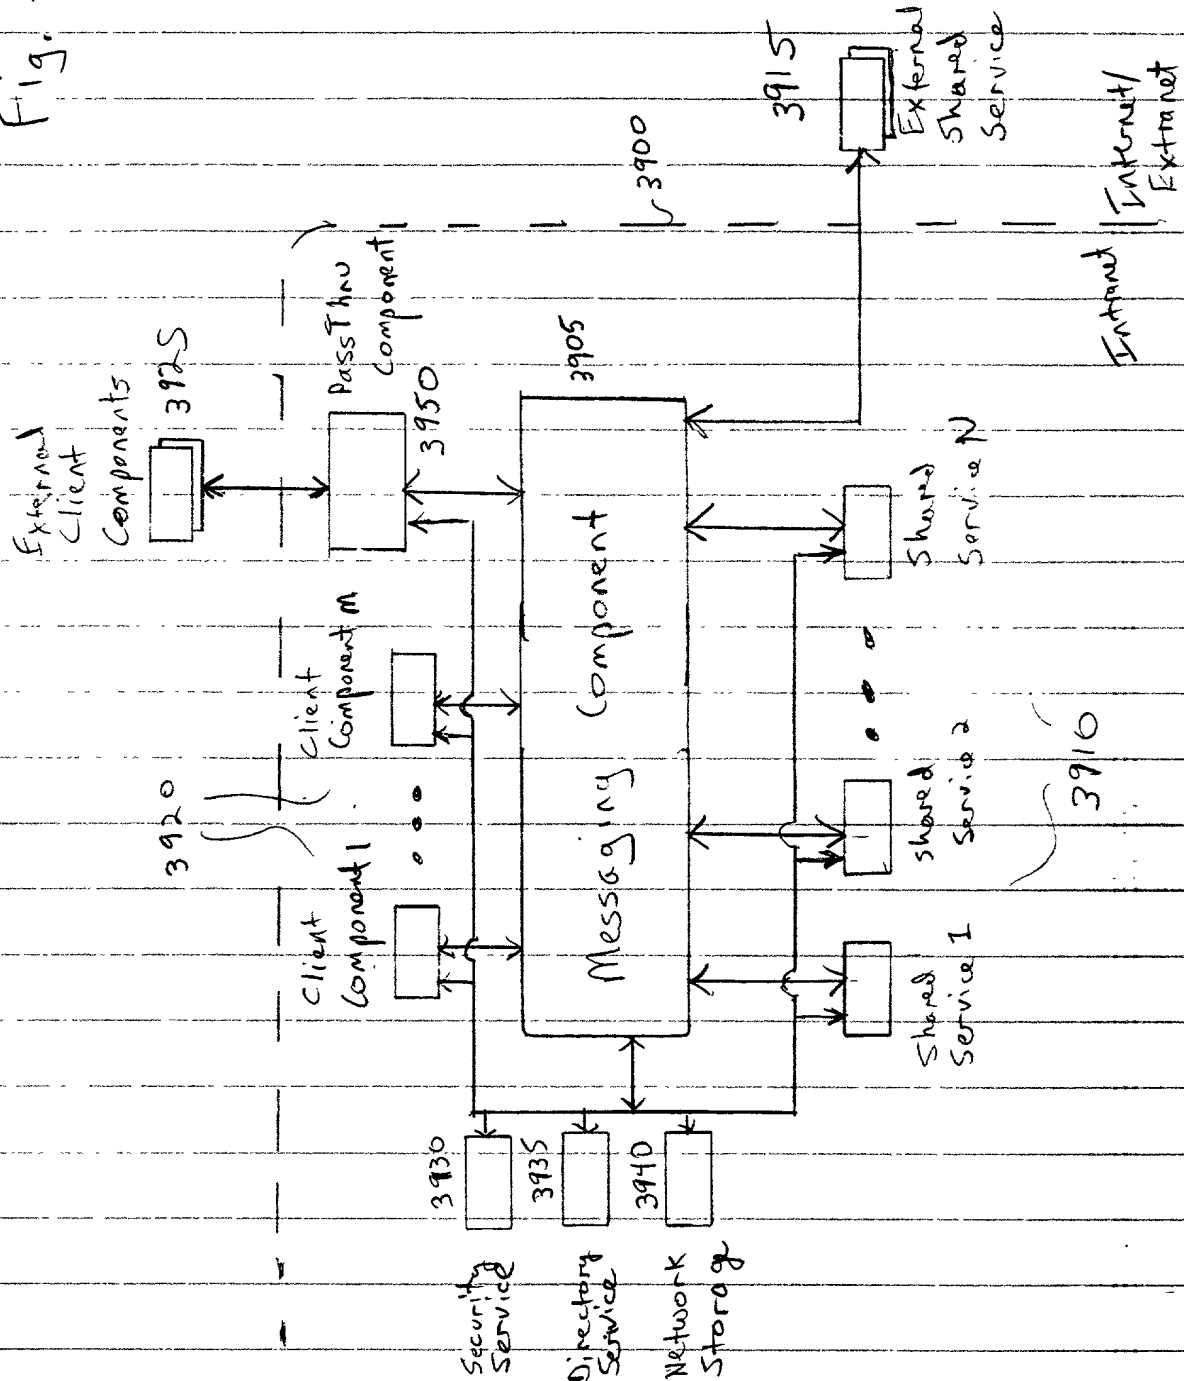 Fig.
External
Client
Components
3925
3920
Client
Component 1
Client
Component M
PassThru
Component
3950
3900
3915
External
Shared
Service
Security
Service
3930
Directory
Service
3935
Network
Storage
3940
Messaging Component
3905
Shared
Service 1
Shared
Service 2
Shared
Service N
3910
Intranet
Internet/
Extranet